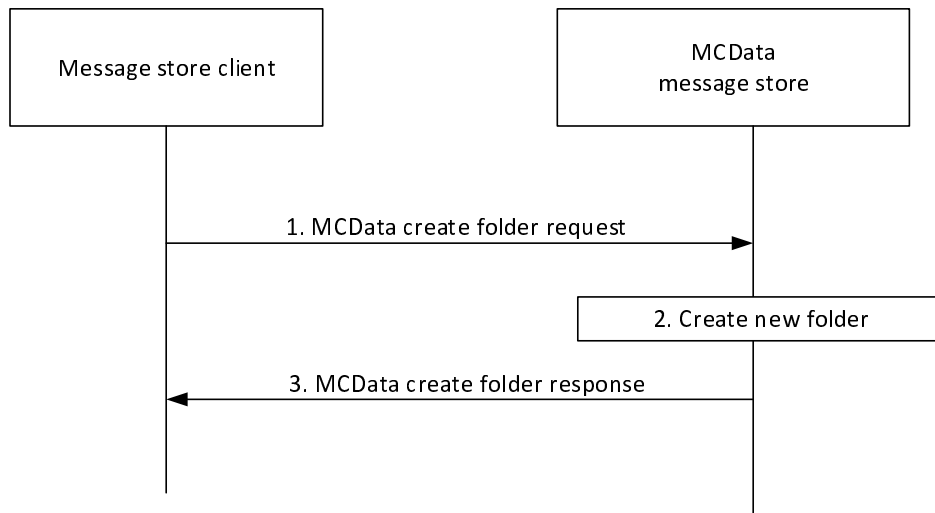 Message store client
MCData
message store
1. MCData create folder request
2. Create new folder
3. MCData create folder response